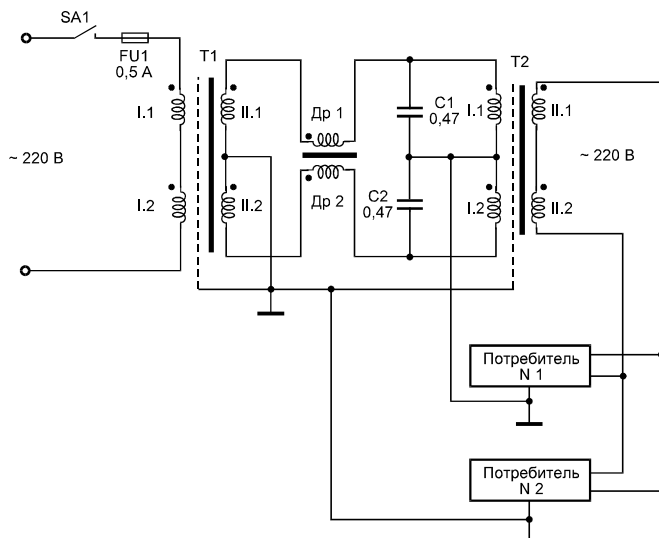 SA1
FU1
0,5 А
T1
T2
I.1
II.1
Др 1
C1
0,47
I.1
II.1
~ 220 В
~ 220 В
I.2
II.2
Др 2
C2
0,47
I.2
II.2
Потребитель
N 1
Потребитель
N 2